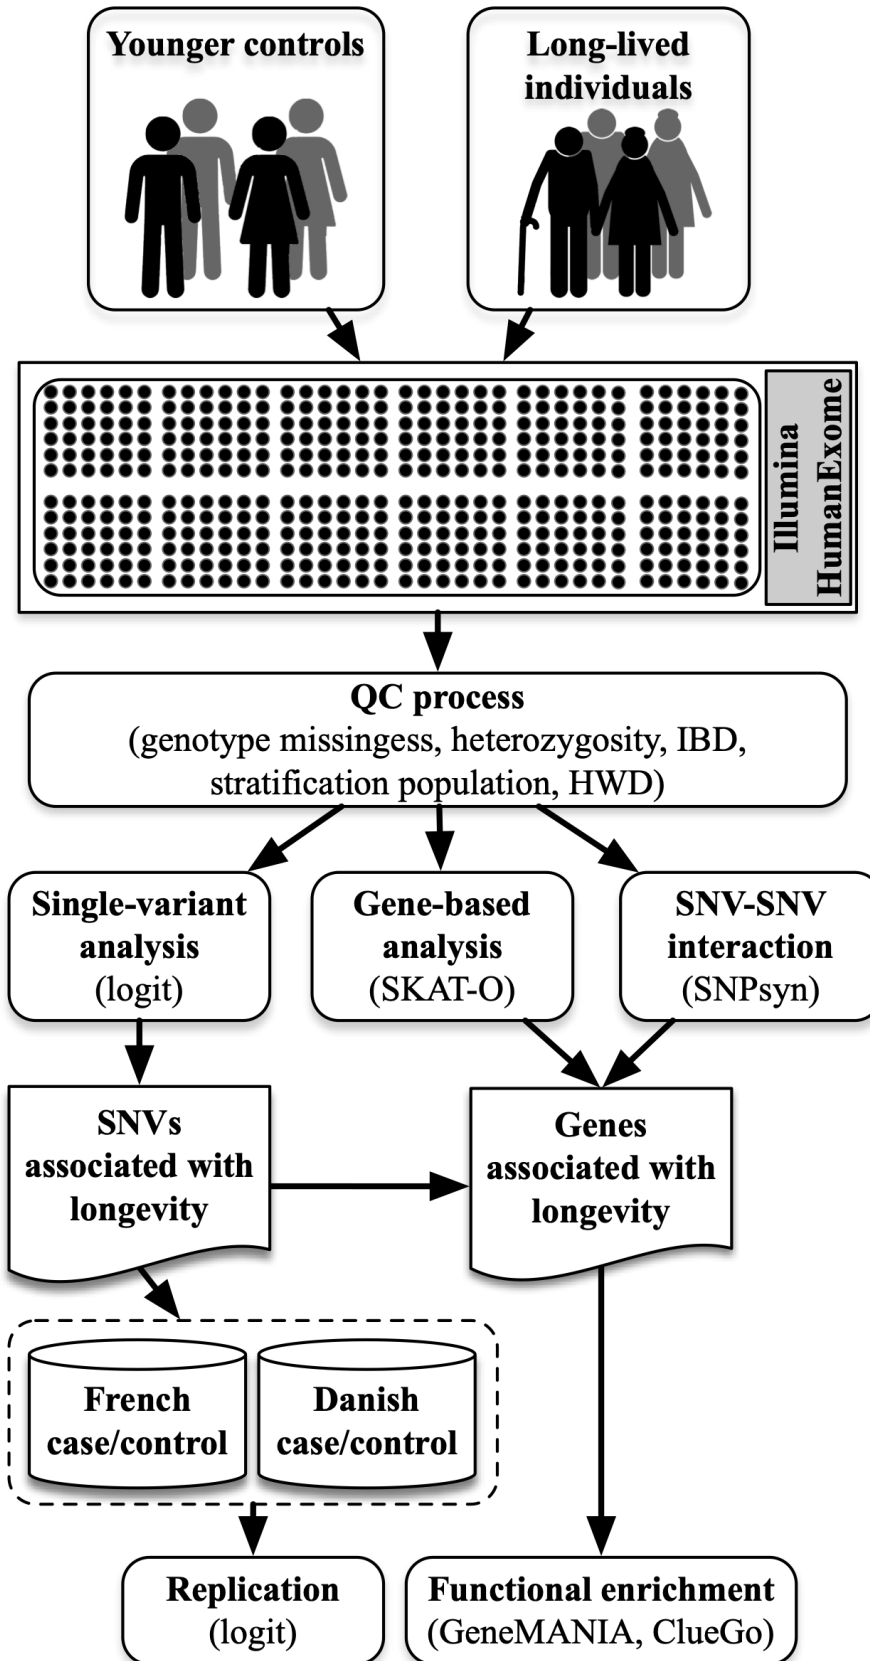 Younger controls
Long-lived
individuals
Illumina
HumanExome
QC process
(genotype missingess, heterozygosity, IBD,
stratification population, HWD)
Single-variant
analysis
(logit)
Gene-based
analysis
(SKAT-O)
SNV-SNV
interaction
(SNPsyn)
SNVs
associated with
longevity
Genes
associated with
longevity
French
case/control
Danish
case/control
Replication
(logit)
Functional enrichment
(GeneMANIA, ClueGo)